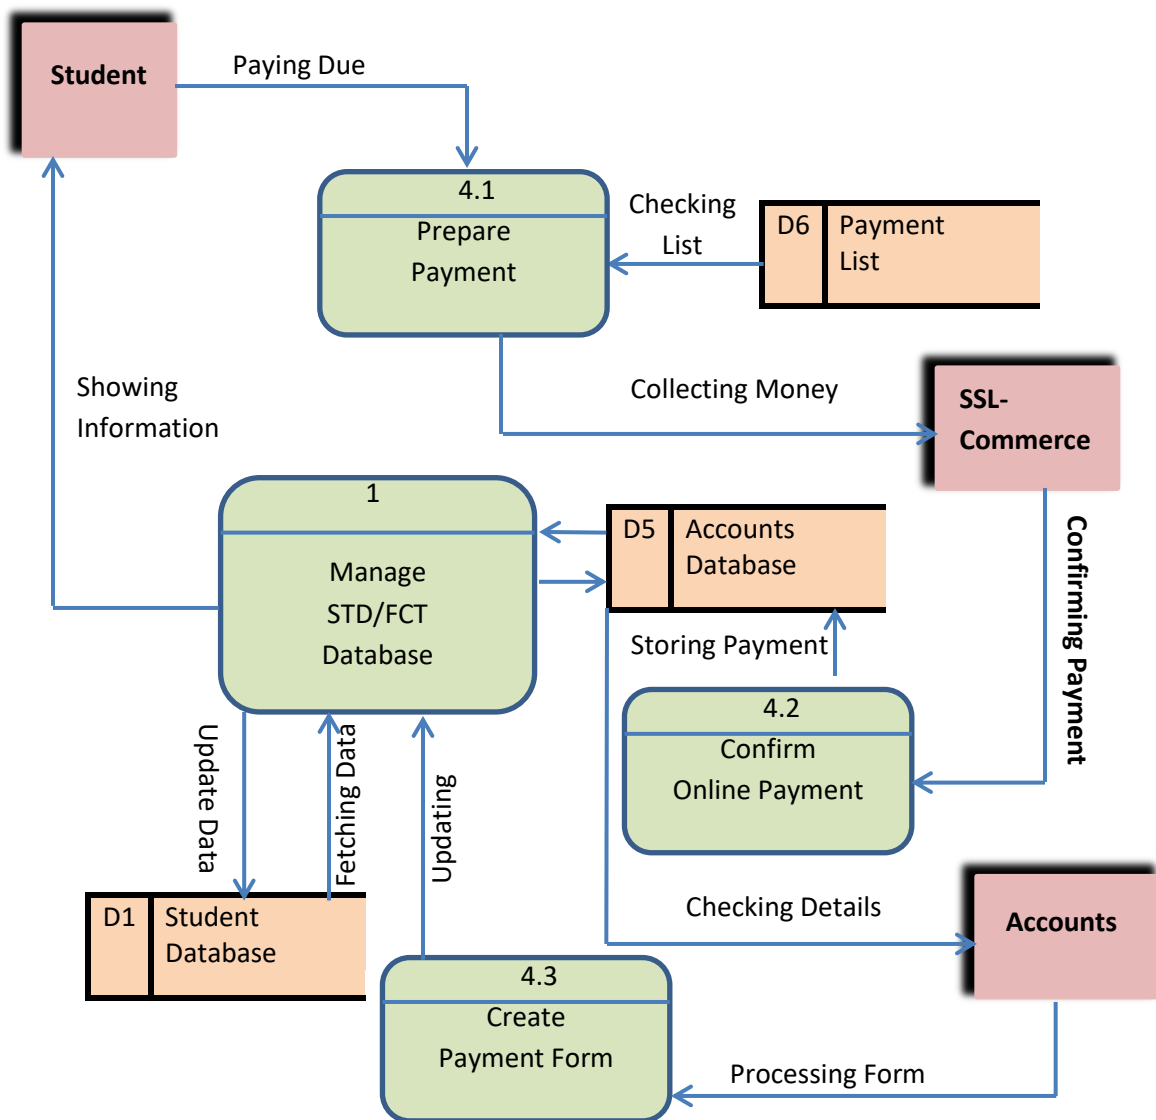 Student
Paying Due
4.1
Prepare
Payment
Checking
List
D6
Payment
List
Showing
Information
Collecting Money
SSL-
Commerce
1
Manage
STD/FCT
Database
D5
Accounts
Database
Confirming Payment
Storing Payment
4.2
Confirm
Online Payment
Update Data
Fetching Data
Updating
D1
Student
Database
Checking Details
Accounts
4.3
Create
Payment Form
Processing Form